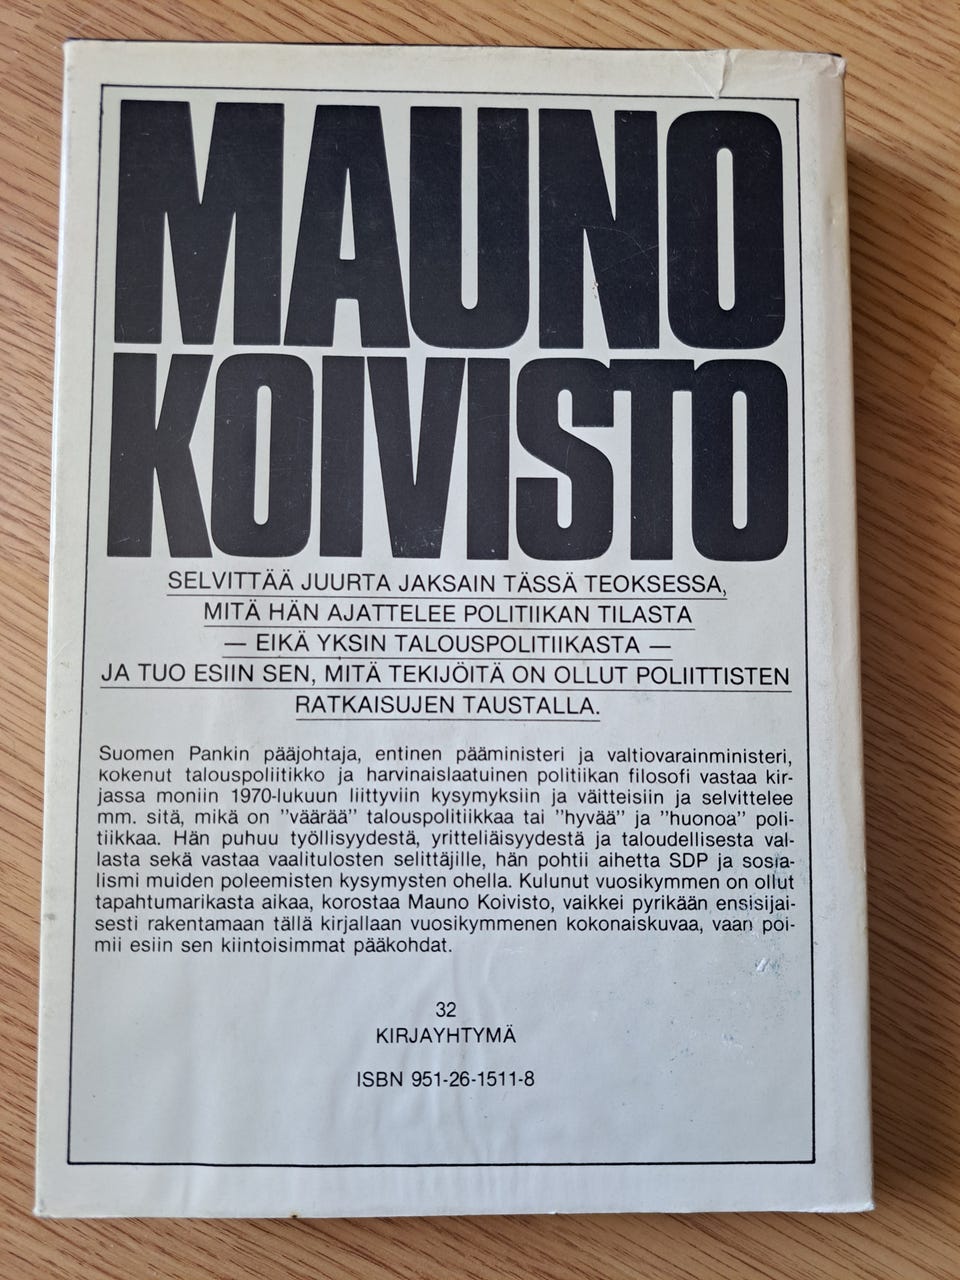 MAUNO
KOIVISTO
SELVITTÄÄ JUURTA JAKSAIN TÄSSÄ TEOKSESSA,
MITÄ HÄN AJATTELEE POLITIIKAN TILASTA
— EIKÄ YKSIN TALOUSPOLITIIKASTA —
JA TUO ESIIN SEN, MITÄ TEKIJÖITÄ ON OLLUT POLIITTISTEN
RATKAISUJEN TAUSTALLA.
Suomen Pankin pääjohtaja, entinen pääministeri ja valtiovarainministeri,
kokenut talouspoliitikko ja harvinaislaatuinen politiikan filosofi vastaa kir-
jassa moniin 1970-lukuun liittyviin kysymyksiin ja väitteisiin ja selvittelee
mm. sitä, mikä on ”väärää” talouspolitiikkaa tai ”hyvää” ja ”huonoa” poli-
tiikkaa. Hän puhuu työllisyydestä, yritteliäisyydestä ja taloudellisesta val-
lasta sekä vastaa vaalitulosten selittäjille, hän pohtii aihetta SDP ja sosia-
lismi muiden poleemisten kysymysten ohella. Kulunut vuosikymmen on ollut
tapahtumarikasta aikaa, korostaa Mauno Koivisto, vaikkei pyrikään ensisijai-
sesti rakentamaan tällä kirjallaan vuosikymmenen kokonaiskuvaa, vaan poi-
mii esiin sen kiintoisimmat pääkohdat.
32
KIRJAYHTYMÄ
ISBN 951-26-1511-8